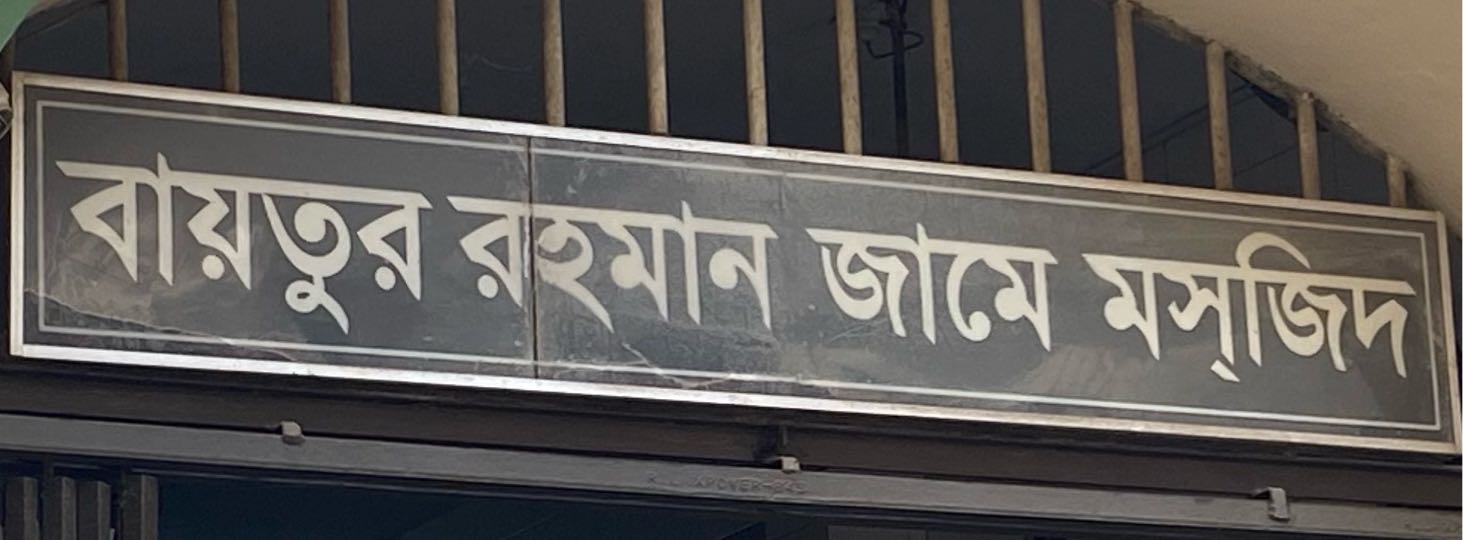 বায়তুর রহমান জামে মস্‌জিদ